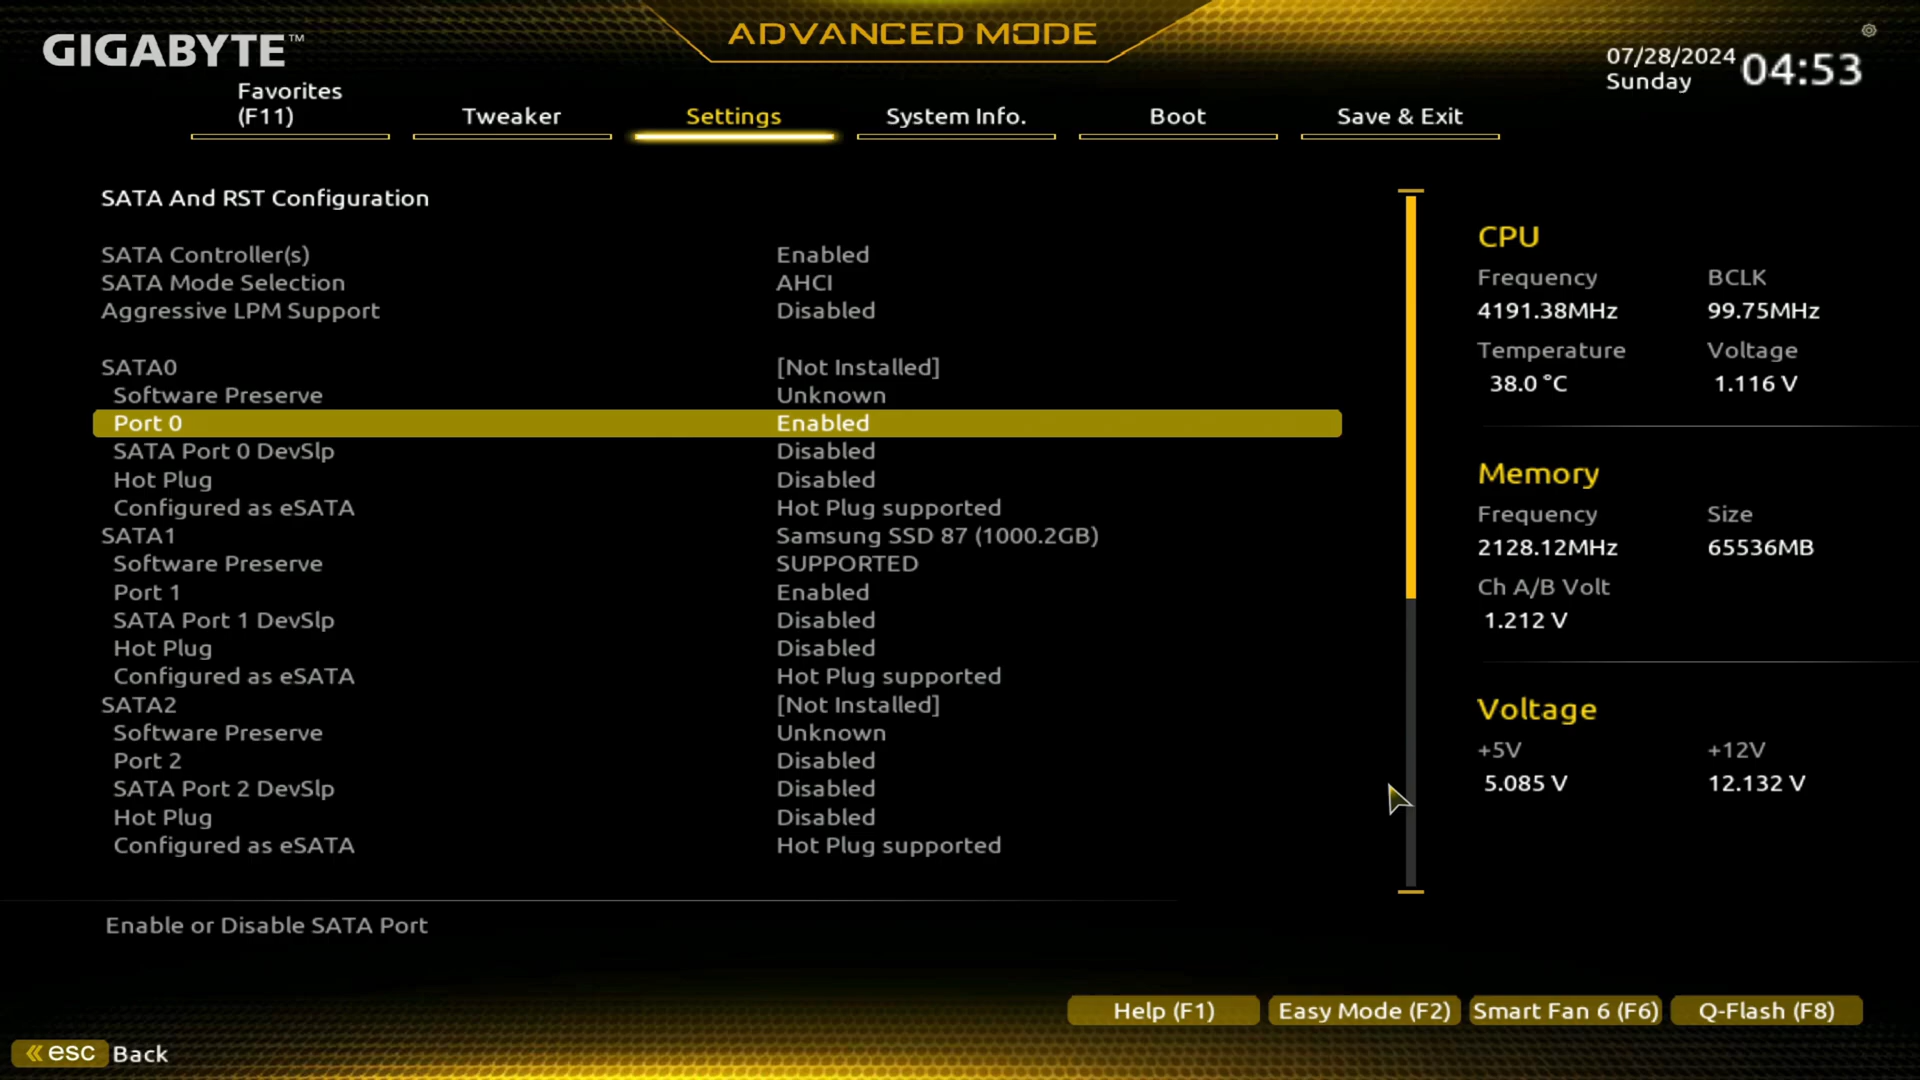 GIGABYTE™
ADVANCED MODE
07/28/2024
Sunday
04:53
Favorites
(F11)
Tweaker
Settings
System Info.
Boot
Save & Exit
SATA And RST Configuration
SATA Controller(s) Enabled
SATA Mode Selection AHCI
Aggressive LPM Support Disabled
SATA0 [Not Installed]
Software Preserve Unknown
Port 0 Enabled
SATA Port 0 DevSlp Disabled
Hot Plug Disabled
Configured as eSATA Hot Plug supported
SATA1 Samsung SSD 87 (1000.2GB)
Software Preserve SUPPORTED
Port 1 Enabled
SATA Port 1 DevSlp Disabled
Hot Plug Disabled
Configured as eSATA Hot Plug supported
SATA2 [Not Installed]
Software Preserve Unknown
Port 2 Disabled
SATA Port 2 DevSlp Disabled
Hot Plug Disabled
Configured as eSATA Hot Plug supported
CPU
Frequency BCLK
4191.38MHz 99.75MHz
Temperature Voltage
38.0 °C 1.116 V
Memory
Frequency Size
2128.12MHz 65536MB
Ch A/B Volt
1.212 V
Voltage
+5V +12V
5.085 V 12.132 V
Enable or Disable SATA Port
Help (F1)
Easy Mode (F2)
Smart Fan 6 (F6)
Q-Flash (F8)
esc Back